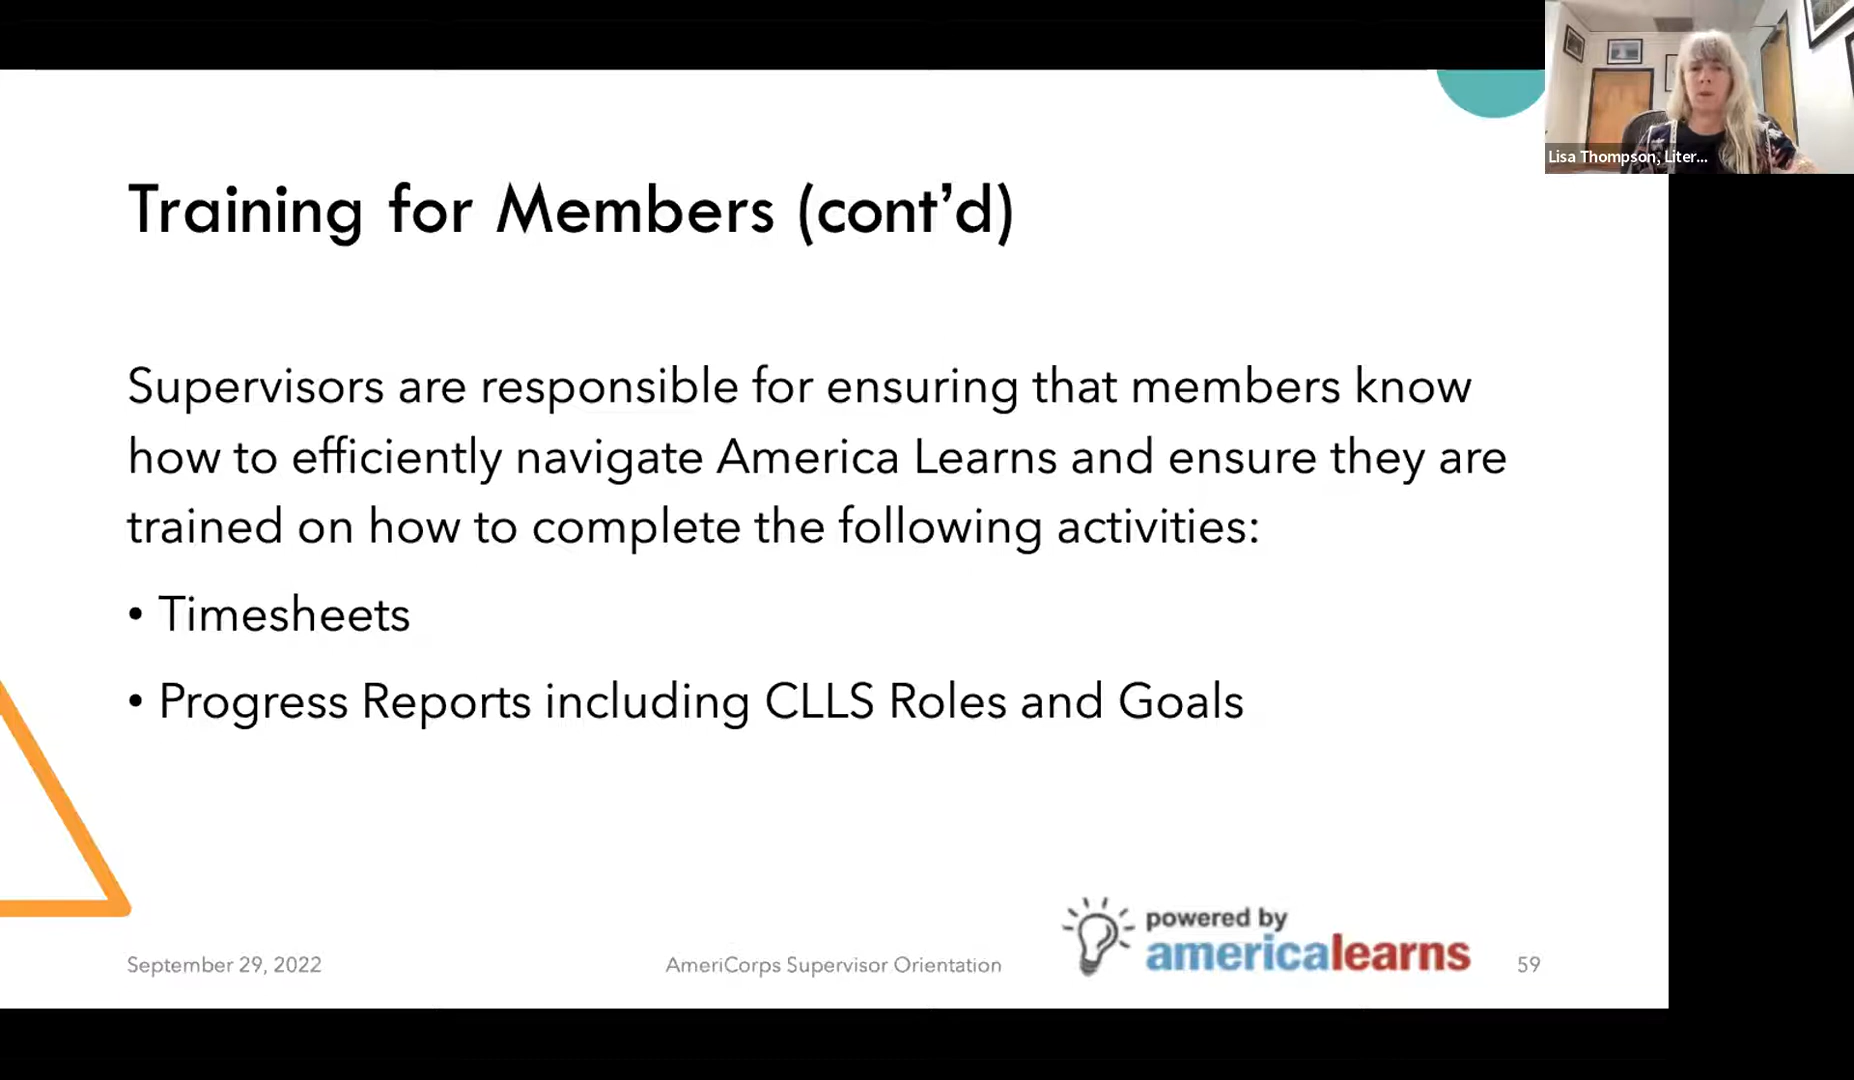 Lisa Thompson, Liter...
Training for Members (cont’d)
Supervisors are responsible for ensuring that members know
how to efficiently navigate America Learns and ensure they are
trained on how to complete the following activities:
• Timesheets
• Progress Reports including CLLS Roles and Goals
September 29, 2022
AmeriCorps Supervisor Orientation
powered by
americalearns
59